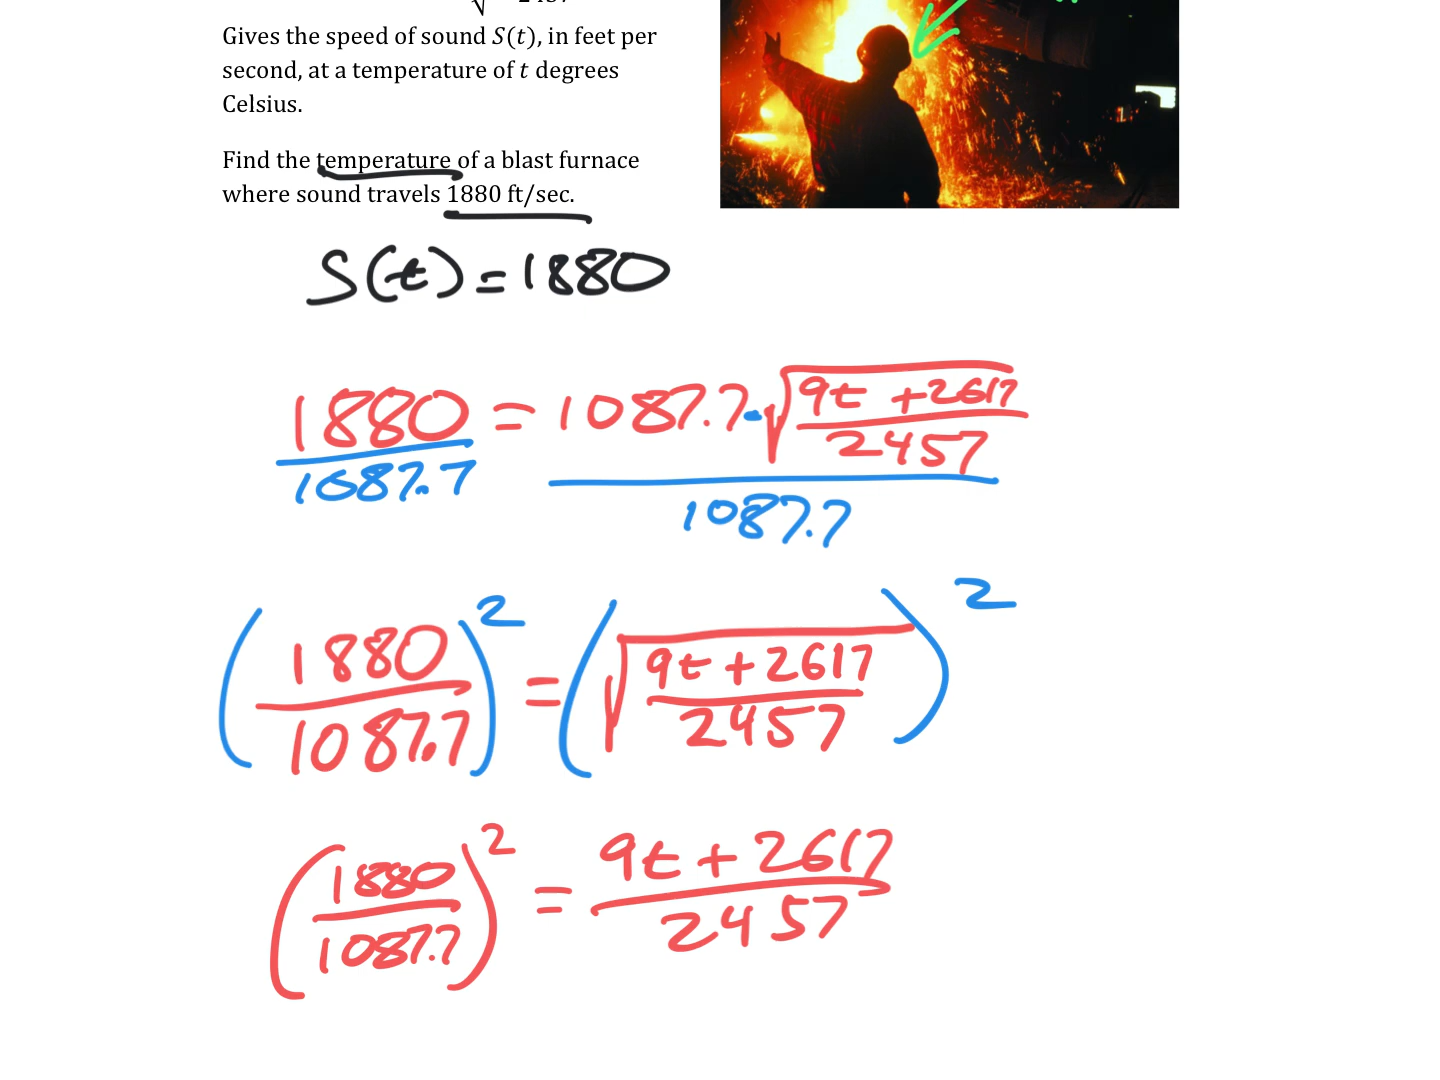 Gives the speed of sound S(t), in feet per
second, at a temperature of t degrees
Celsius.
Find the temperature of a blast furnace
where sound travels 1880 ft/sec.
S(t) = 1880
1880 = 1087.7 · √(9t + 2617 / 2457)
1087.7 1087.7
(1880 / 1087.7)² = (√(9t + 2617 / 2457))²
(1880 / 1087.7)² = 9t + 2617 / 2457